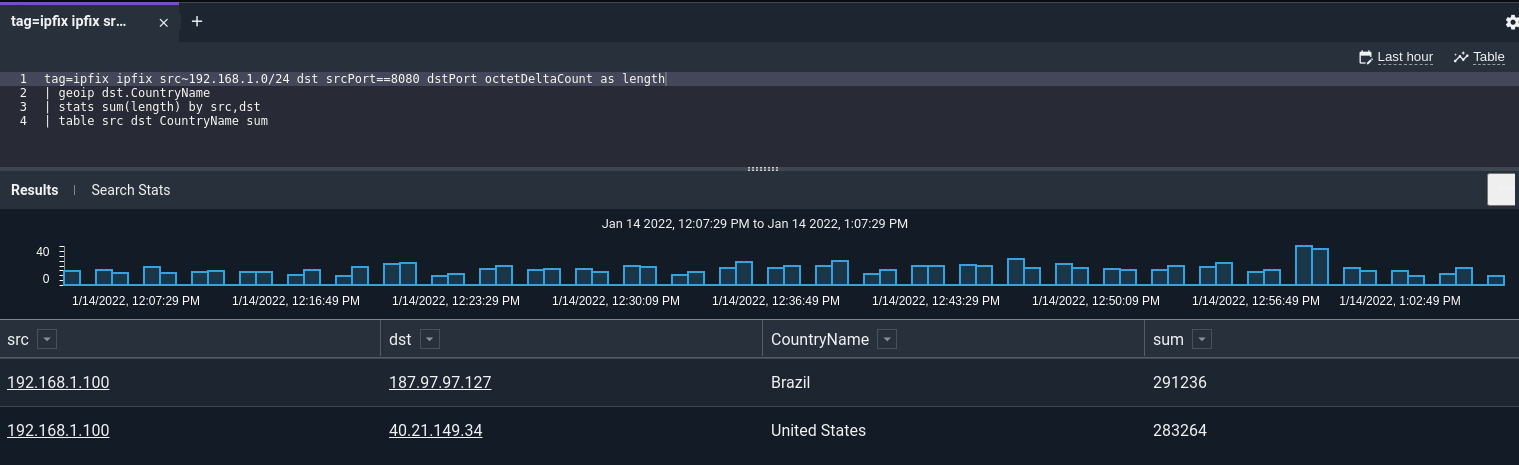 tag=ipfix ipfix sr...
Last hour
Table
1 tag=ipfix ipfix src~192.168.1.0/24 dst srcPort==8080 dstPort octetDeltaCount as length
2 | geoip dst.CountryName
3 | stats sum(length) by src,dst
4 | table src dst CountryName sum
Results | Search Stats
Jan 14 2022, 12:07:29 PM to Jan 14 2022, 1:07:29 PM
40
0
1/14/2022, 12:07:29 PM 1/14/2022, 12:16:49 PM 1/14/2022, 12:23:29 PM 1/14/2022, 12:30:09 PM 1/14/2022, 12:36:49 PM 1/14/2022, 12:43:29 PM 1/14/2022, 12:50:09 PM 1/14/2022, 12:56:49 PM 1/14/2022, 1:02:49 PM
src dst CountryName sum
192.168.1.100 187.97.97.127 Brazil 291236
192.168.1.100 40.21.149.34 United States 283264